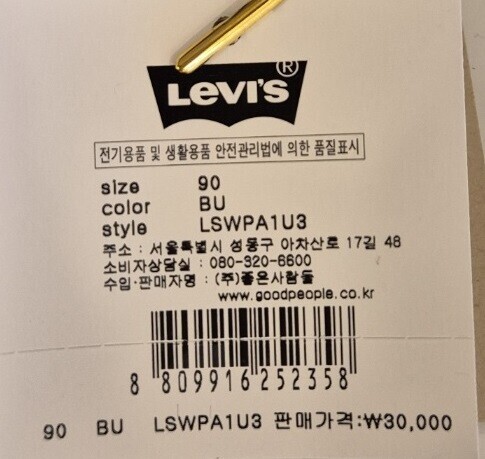 Levi's®
전기용품 및 생활용품 안전관리법에 의한 품질표시
size 90
color BU
style LSWPA1U3
주소 : 서울특별시 성동구 아차산로 17길 48
소비자상담실 : 080-320-6600
수입·판매자명 : (주)좋은사람들
www.goodpeople.co.kr
8 809916 252358
90 BU LSWPA1U3 판매가격:₩30,000